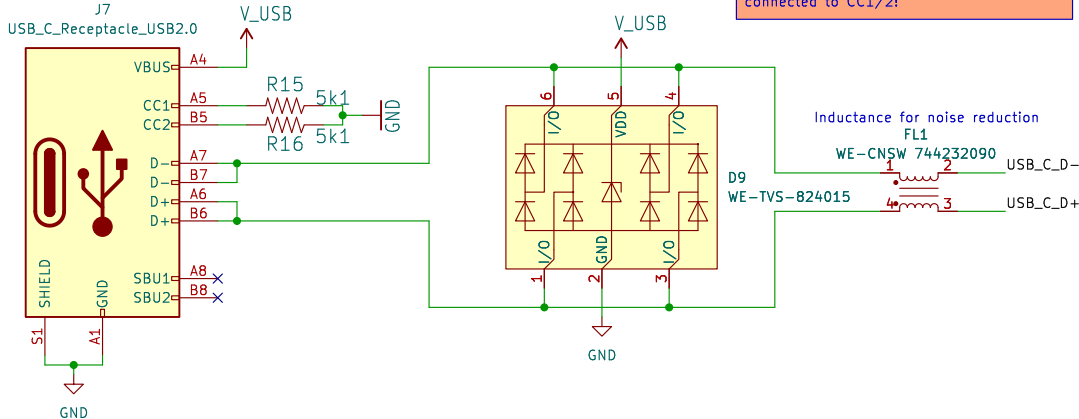 connected to CC1/2!
J7
USB_C_Receptacle_USB2.0
V_USB
VBUS
A4
CC1
A5
R15
5k1
CC2
B5
R16
5k1
GND
D-
A7
D-
B7
D+
A6
D+
B6
SBU1
A8
SBU2
B8
SHIELD
GND
S1
A1
GND
V_USB
6
5
4
I/O
VDD
I/O
D9
WE-TVS-824015
I/O
GND
I/O
1
2
3
GND
Inductance for noise reduction
FL1
WE-CNSW 744232090
1
2
USB_C_D-
4
3
USB_C_D+